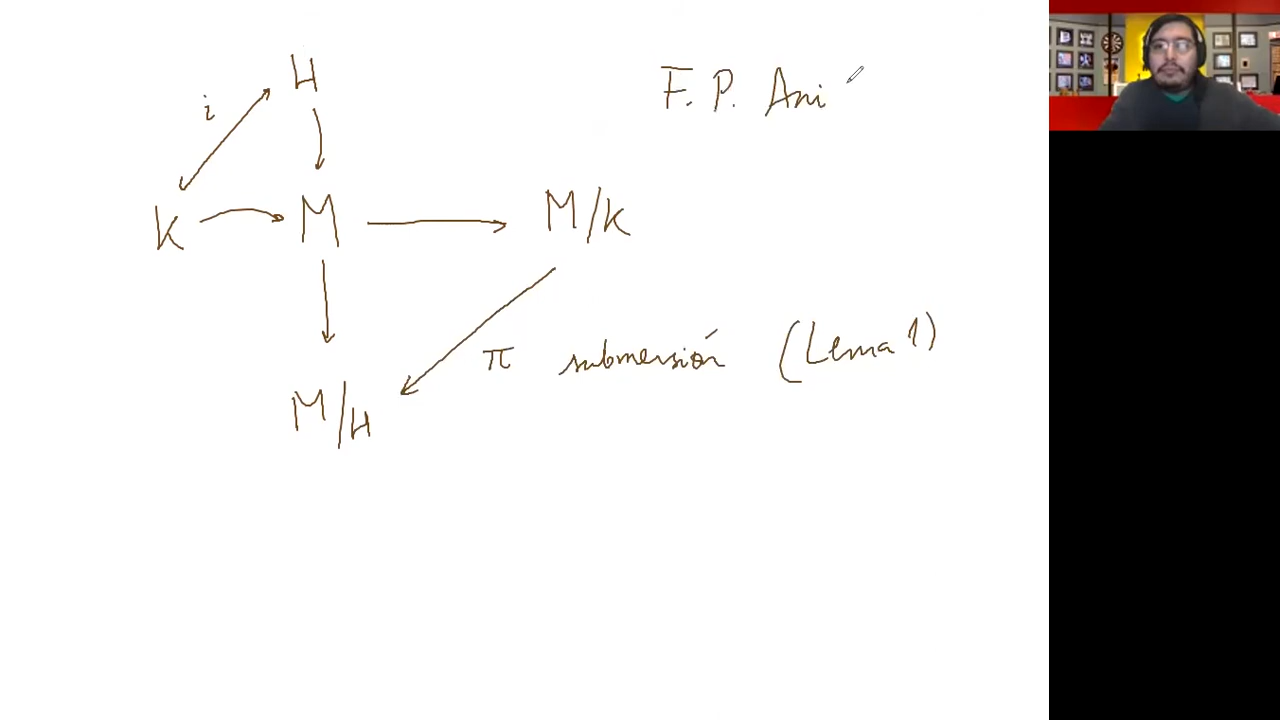 H
F. P. Ani
i
K M M/K
π submersión (Lema 1)
M/H